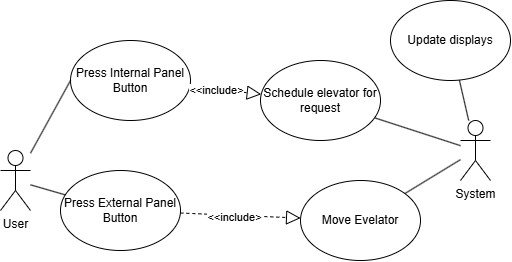 Update displays
Press Internal Panel
Button
<<include>
Schedule elevator for
request
System
Press External Panel
Button
<<include>
Move Evelator
User